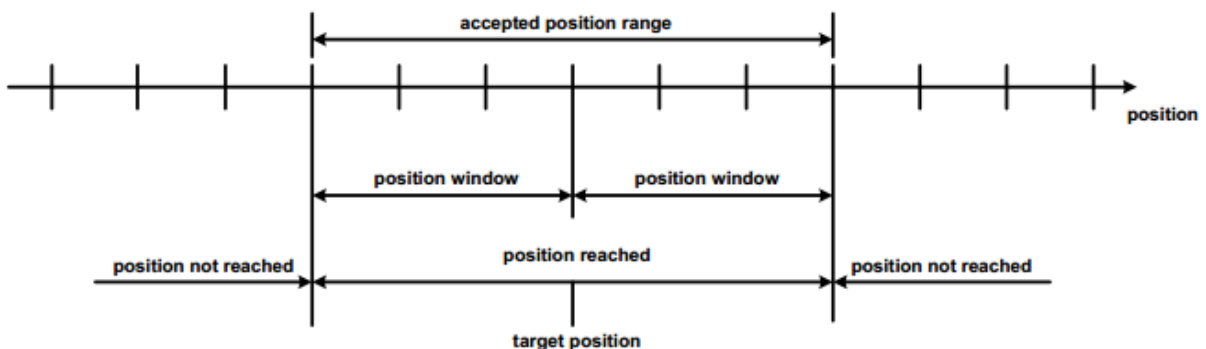 accepted position range
position
position window
position window
position not reached
position reached
position not reached
target position